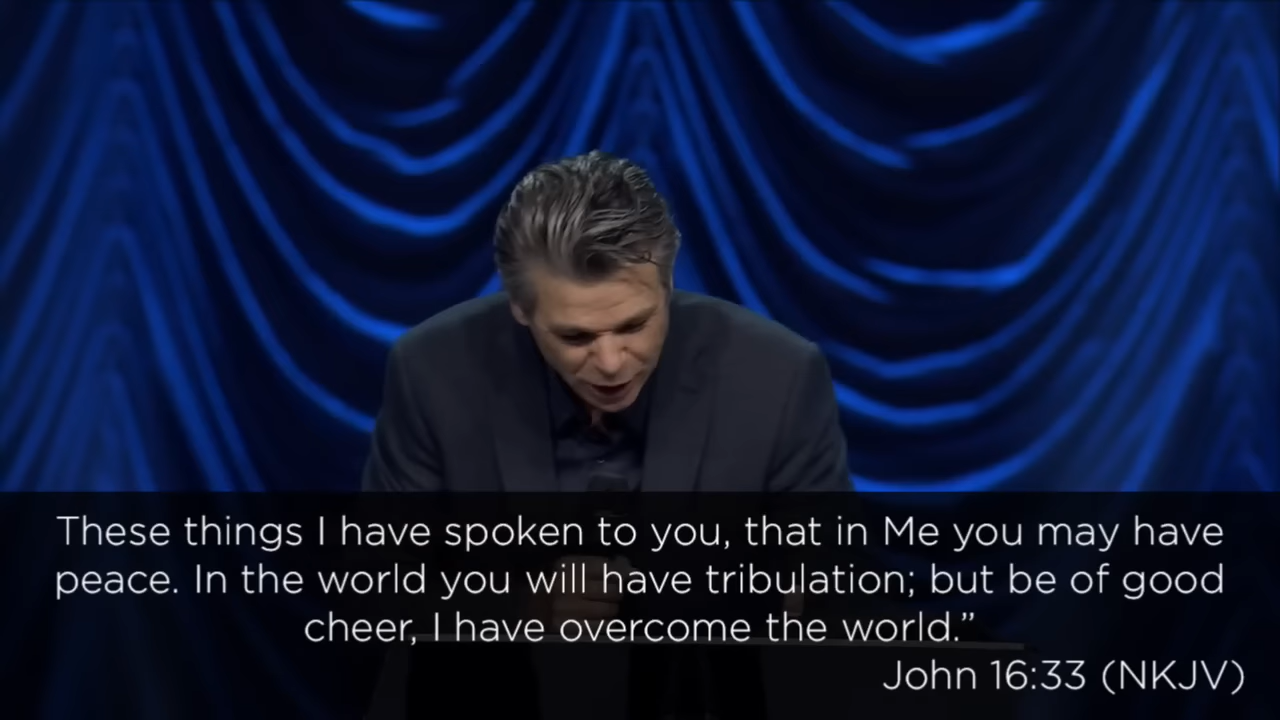 These things I have spoken to you, that in Me you may have
peace. In the world you will have tribulation; but be of good
cheer, I have overcome the world.”
John 16:33 (NKJV)